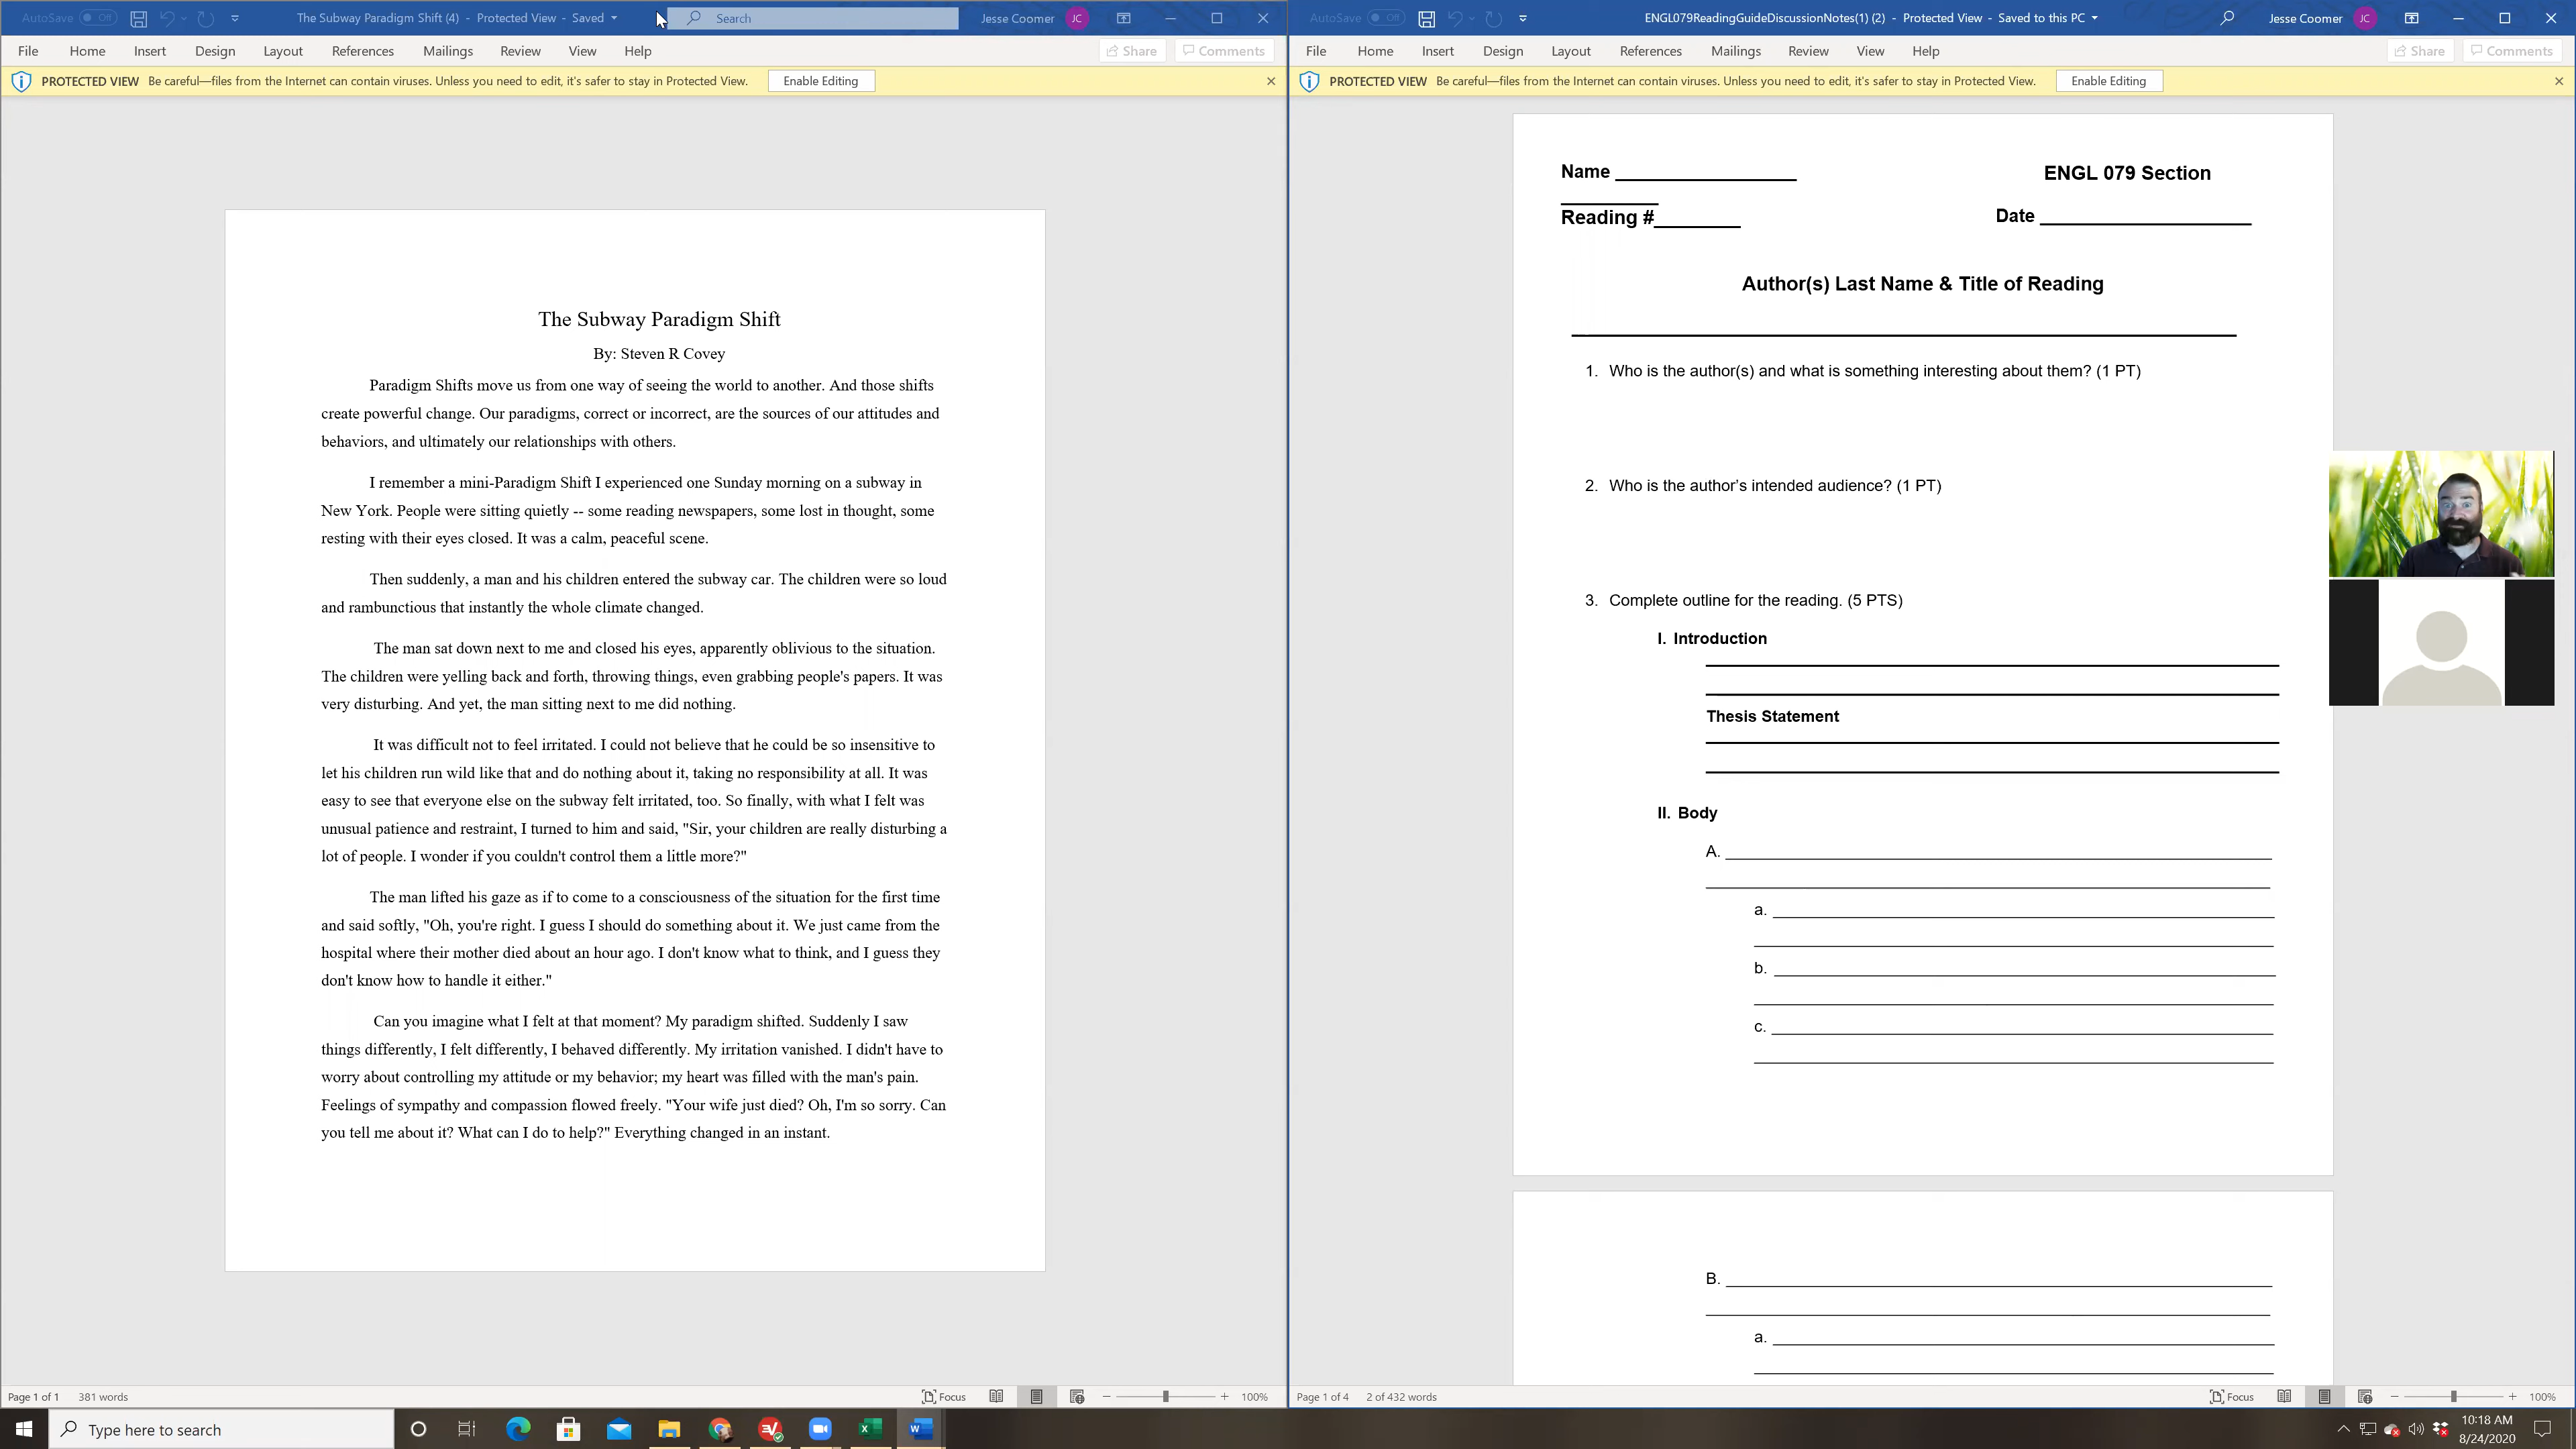 AutoSave Off The Subway Paradigm Shift (4) - Protected View - Saved Search Jesse Coomer JC
File Home Insert Design Layout References Mailings Review View Help Share Comments
PROTECTED VIEW Be careful—files from the Internet can contain viruses. Unless you need to edit, it's safer to stay in Protected View. Enable Editing
The Subway Paradigm Shift
By: Steven R Covey
Paradigm Shifts move us from one way of seeing the world to another. And those shifts
create powerful change. Our paradigms, correct or incorrect, are the sources of our attitudes and
behaviors, and ultimately our relationships with others.
I remember a mini-Paradigm Shift I experienced one Sunday morning on a subway in
New York. People were sitting quietly -- some reading newspapers, some lost in thought, some
resting with their eyes closed. It was a calm, peaceful scene.
Then suddenly, a man and his children entered the subway car. The children were so loud
and rambunctious that instantly the whole climate changed.
The man sat down next to me and closed his eyes, apparently oblivious to the situation.
The children were yelling back and forth, throwing things, even grabbing people's papers. It was
very disturbing. And yet, the man sitting next to me did nothing.
It was difficult not to feel irritated. I could not believe that he could be so insensitive to
let his children run wild like that and do nothing about it, taking no responsibility at all. It was
easy to see that everyone else on the subway felt irritated, too. So finally, with what I felt was
unusual patience and restraint, I turned to him and said, "Sir, your children are really disturbing a
lot of people. I wonder if you couldn't control them a little more?"
The man lifted his gaze as if to come to a consciousness of the situation for the first time
and said softly, "Oh, you're right. I guess I should do something about it. We just came from the
hospital where their mother died about an hour ago. I don't know what to think, and I guess they
don't know how to handle it either."
Can you imagine what I felt at that moment? My paradigm shifted. Suddenly I saw
things differently, I felt differently, I behaved differently. My irritation vanished. I didn't have to
worry about controlling my attitude or my behavior; my heart was filled with the man's pain.
Feelings of sympathy and compassion flowed freely. "Your wife just died? Oh, I'm so sorry. Can
you tell me about it? What can I do to help?" Everything changed in an instant.
Page 1 of 1 381 words Focus 100%
AutoSave Off ENGL079ReadingGuideDiscussionNotes(1) (2) - Protected View - Saved to this PC Jesse Coomer JC
File Home Insert Design Layout References Mailings Review View Help Share Comments
PROTECTED VIEW Be careful—files from the Internet can contain viruses. Unless you need to edit, it's safer to stay in Protected View. Enable Editing
Name ENGL 079 Section
Reading # Date
Author(s) Last Name & Title of Reading
1. Who is the author(s) and what is something interesting about them? (1 PT)
2. Who is the author's intended audience? (1 PT)
3. Complete outline for the reading. (5 PTS)
I. Introduction
Thesis Statement
II. Body
A.
a.
b.
c.
B.
a.
Page 1 of 4 2 of 432 words Focus 100%
Type here to search
10:18 AM
8/24/2020